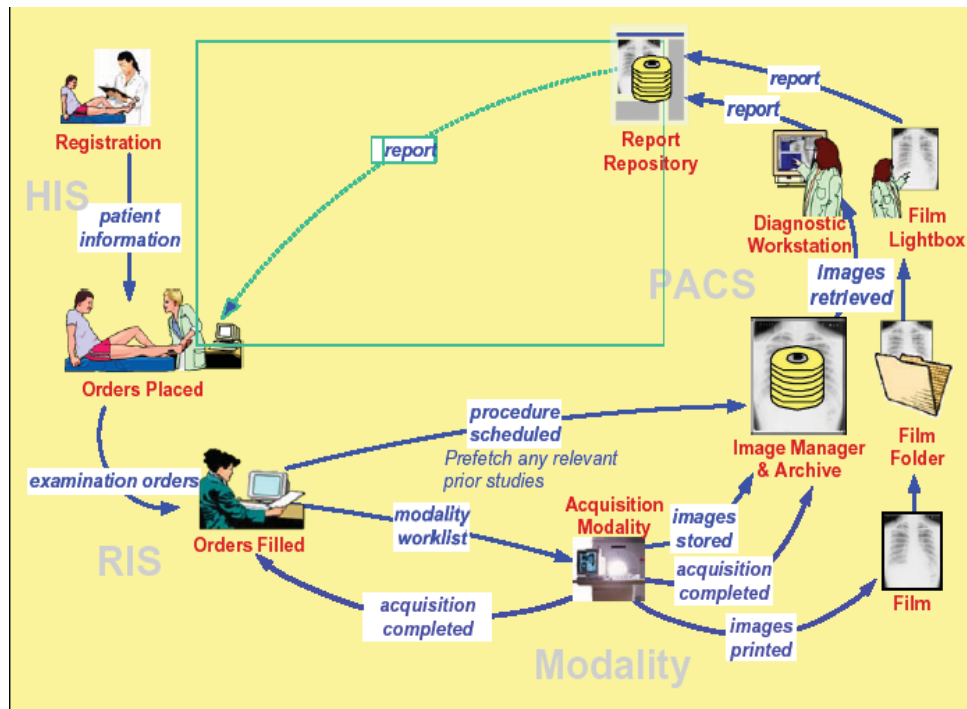 Registration
HIS
patient
information
Orders Placed
examination orders
RIS
Orders Filled
report
Report
Repository
report
report
Diagnostic
Workstation
Film
Lightbox
PACS
Images
retrieved
procedure
scheduled
Prefetch any relevant
prior studies
Image Manager
& Archive
Film
Folder
modality
worklist
Acquisition
Modality
images
stored
acquisition
completed
acquisition
completed
images
printed
Film
Modality